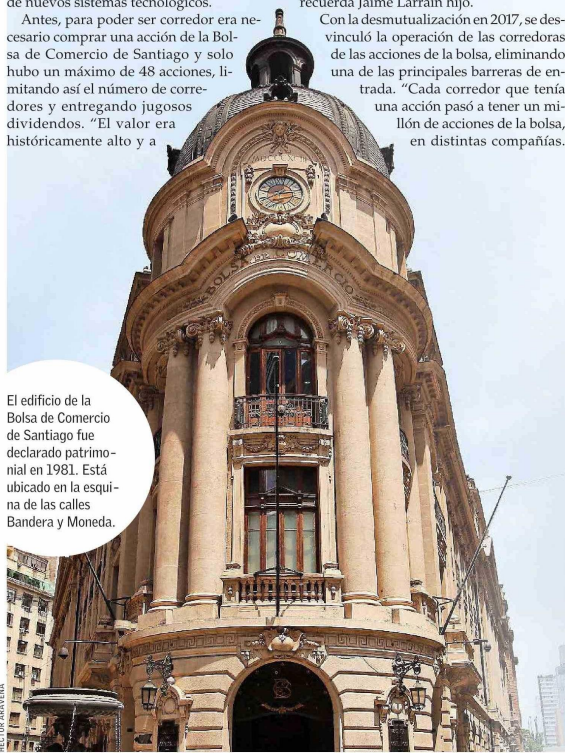 de nuevos sistemas tecnológicos.
Antes, para poder ser corredor era ne-
cesario comprar una acción de la Bol-
sa de Comercio de Santiago y solo
hubo un máximo de 48 acciones, li-
mitando así el número de corre-
dores y entregando jugosos
dividendos. “El valor era
históricamente alto y a
recuerda Jaime Larraín hijo.
Con la desmutualización en 2017, se des-
vinculó la operación de las corredoras
de las acciones de la bolsa, eliminando
una de las principales barreras de en-
trada. “Cada corredor que tenía
una acción pasó a tener un mi-
llón de acciones de la bolsa,
en distintas compañías.
BOLSA DE COMERCIO
El edificio de la
Bolsa de Comercio
de Santiago fue
declarado patrimo-
nial en 1981. Está
ubicado en la esqui-
na de las calles
Bandera y Moneda.
HÉCTOR ARAVENA